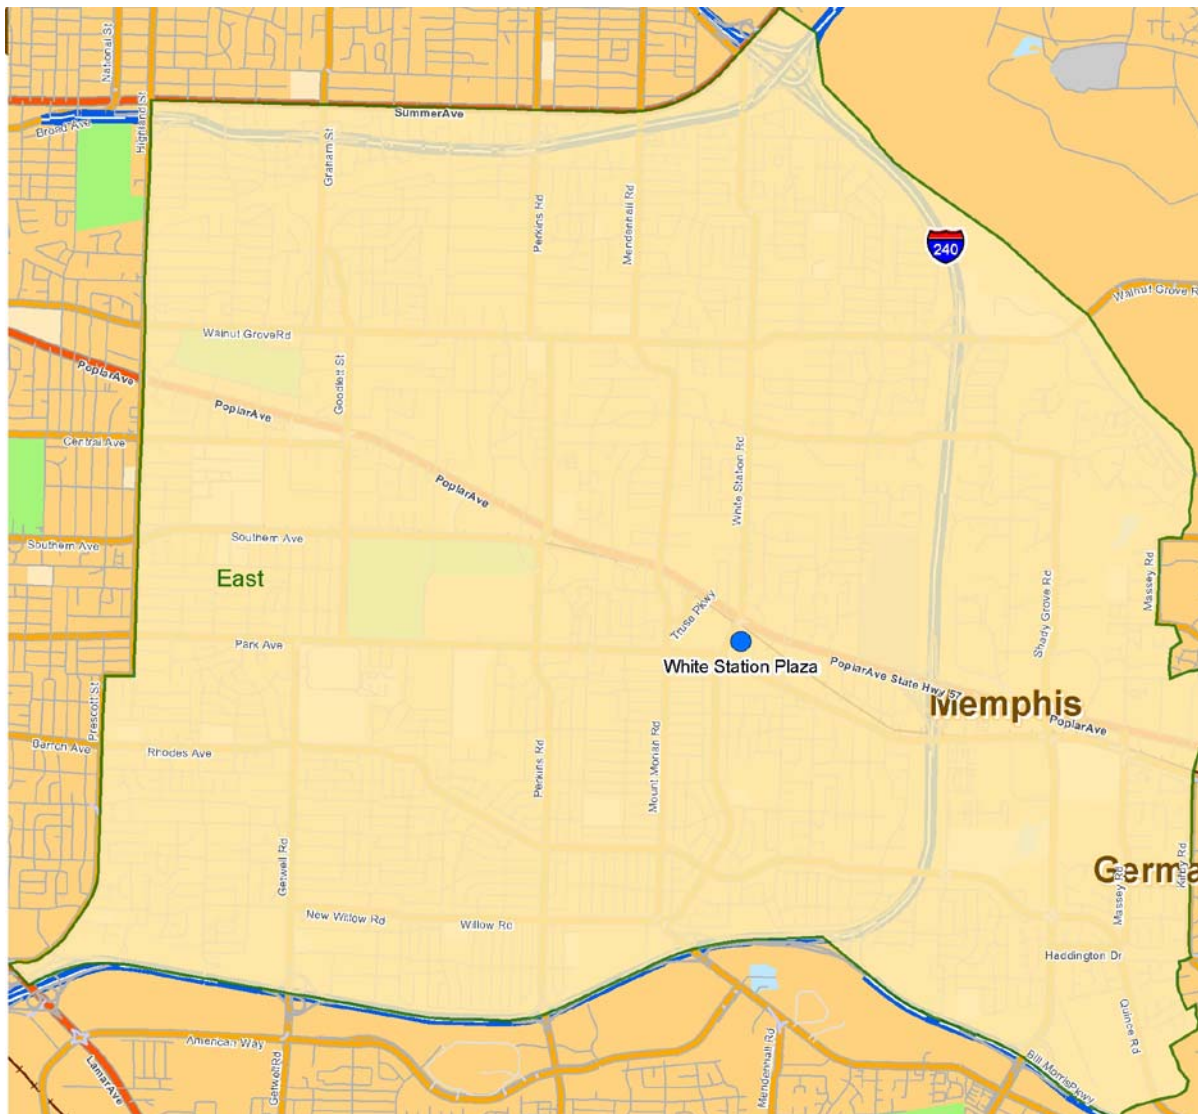 National St
Highland St
Broad Ave
SummerAve
Graham St
Perkins Rd
Mendenhall Rd
240
Walnut Grove R
Walnut GroveRd
PoplarAve
PoplarAve
Goodlett St
Central Ave
PoplarAve
White Station Rd
Southern Ave
Southern Ave
East
Massey Rd
Shady Grove Rd
Truse Pkwy
Park Ave
White Station Plaza
PoplarAve State Hwy 57
Memphis
PoplarAve
Prescott St
Barron Ave
Rhodes Ave
Perkins Rd
Mount Moriah Rd
Getwell Rd
Germa
Massey Rd
Kirby Rd
New Willow Rd
Willow Rd
Haddington Dr
Quince Rd
American Way
GetwellRd
LamarAve
Mendenhall Rd
Bill MorrisPkwy